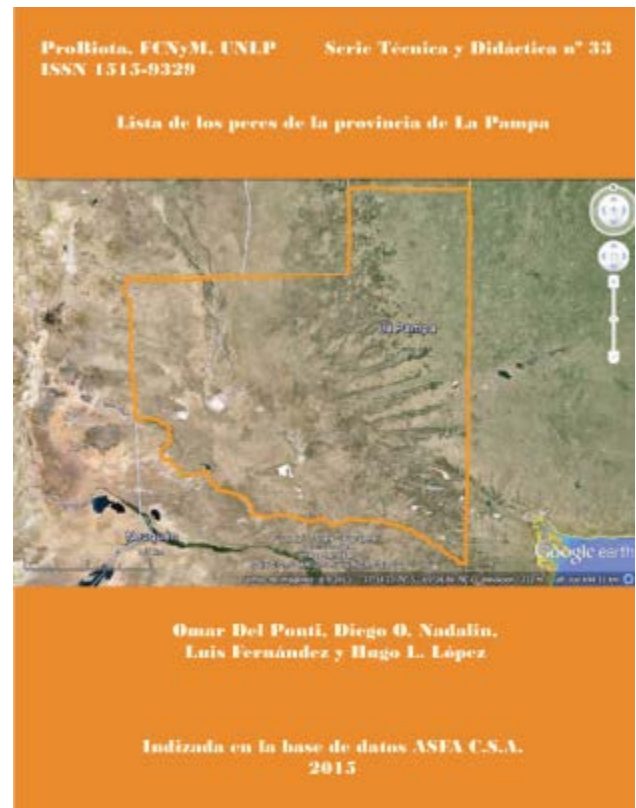 ProBiota, FCNyM, UNLP Serie Técnica y Didáctica n° 33
ISSN 1515-9329
Lista de los peces de la provincia de La Pampa
La Pampa
Neuquén
Google earth
Omar Del Ponti, Diego O. Nadalin,
Luis Fernández y Hugo L. López
Indizada en la base de datos ASFA C.S.A.
2015